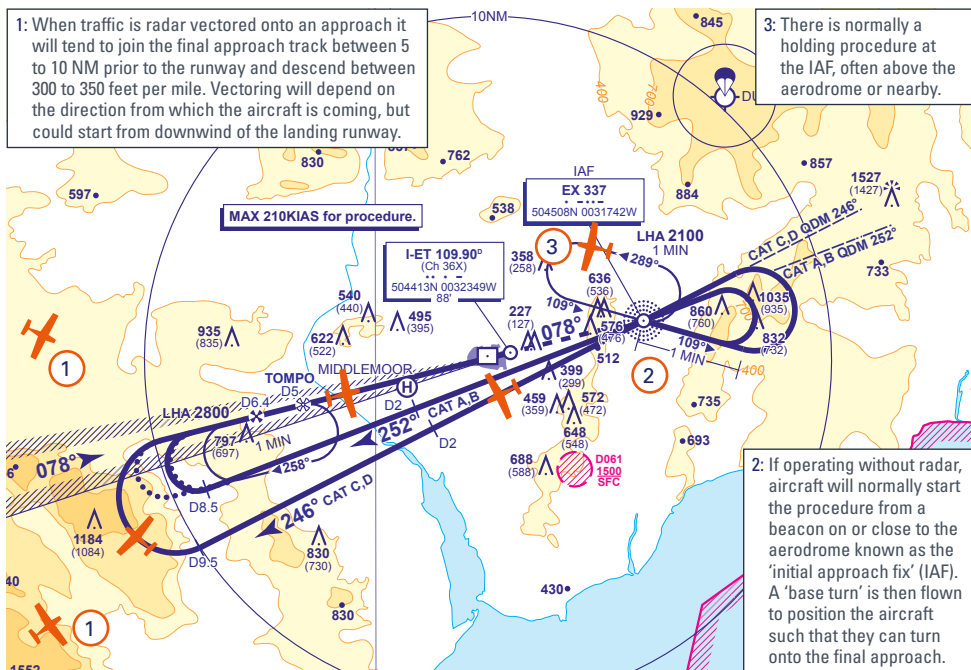 1: When traffic is radar vectored onto an approach it
will tend to join the final approach track between 5
to 10 NM prior to the runway and descend between
300 to 350 feet per mile. Vectoring will depend on
the direction from which the aircraft is coming, but
could start from downwind of the landing runway.
10NM
845
3: There is normally a
holding procedure at
the IAF, often above the
aerodrome or nearby.
400
700
929
DU
830
762
597
857
884
1527
(1427)
IAF
EX 337
504508N 0031742W
MAX 210KIAS for procedure.
538
3
LHA 2100
1 MIN
289°
CAT C,D QDM 246°
CAT A,B QDM 252°
733
I-ET 109.90ᴰ
(Ch 36X)
504413N 0032349W
88'
358
(258)
636
(536)
109°
1035
(935)
860
(760)
540
(440)
495
(395)
227
(127)
078°
576
(476)
832
(732)
109°
1 MIN
400
1
935
(835)
622
(522)
512
2
MIDDLEMOOR
399
(299)
TOMPO
D5
D6.4
LHA 2800
H
D2
CAT A,B
252°
459
(359)
572
(472)
735
797
(697)
1 MIN
258°
D2
648
(548)
693
078°
688
(588)
D061
1500
SFC
D8.5
246° CAT C,D
1184
(1084)
D9.5
830
(730)
430
830
40
1
1552
2: If operating without radar,
aircraft will normally start
the procedure from a
beacon on or close to the
aerodrome known as the
'initial approach fix' (IAF).
A 'base turn' is then flown
to position the aircraft
such that they can turn
onto the final approach.